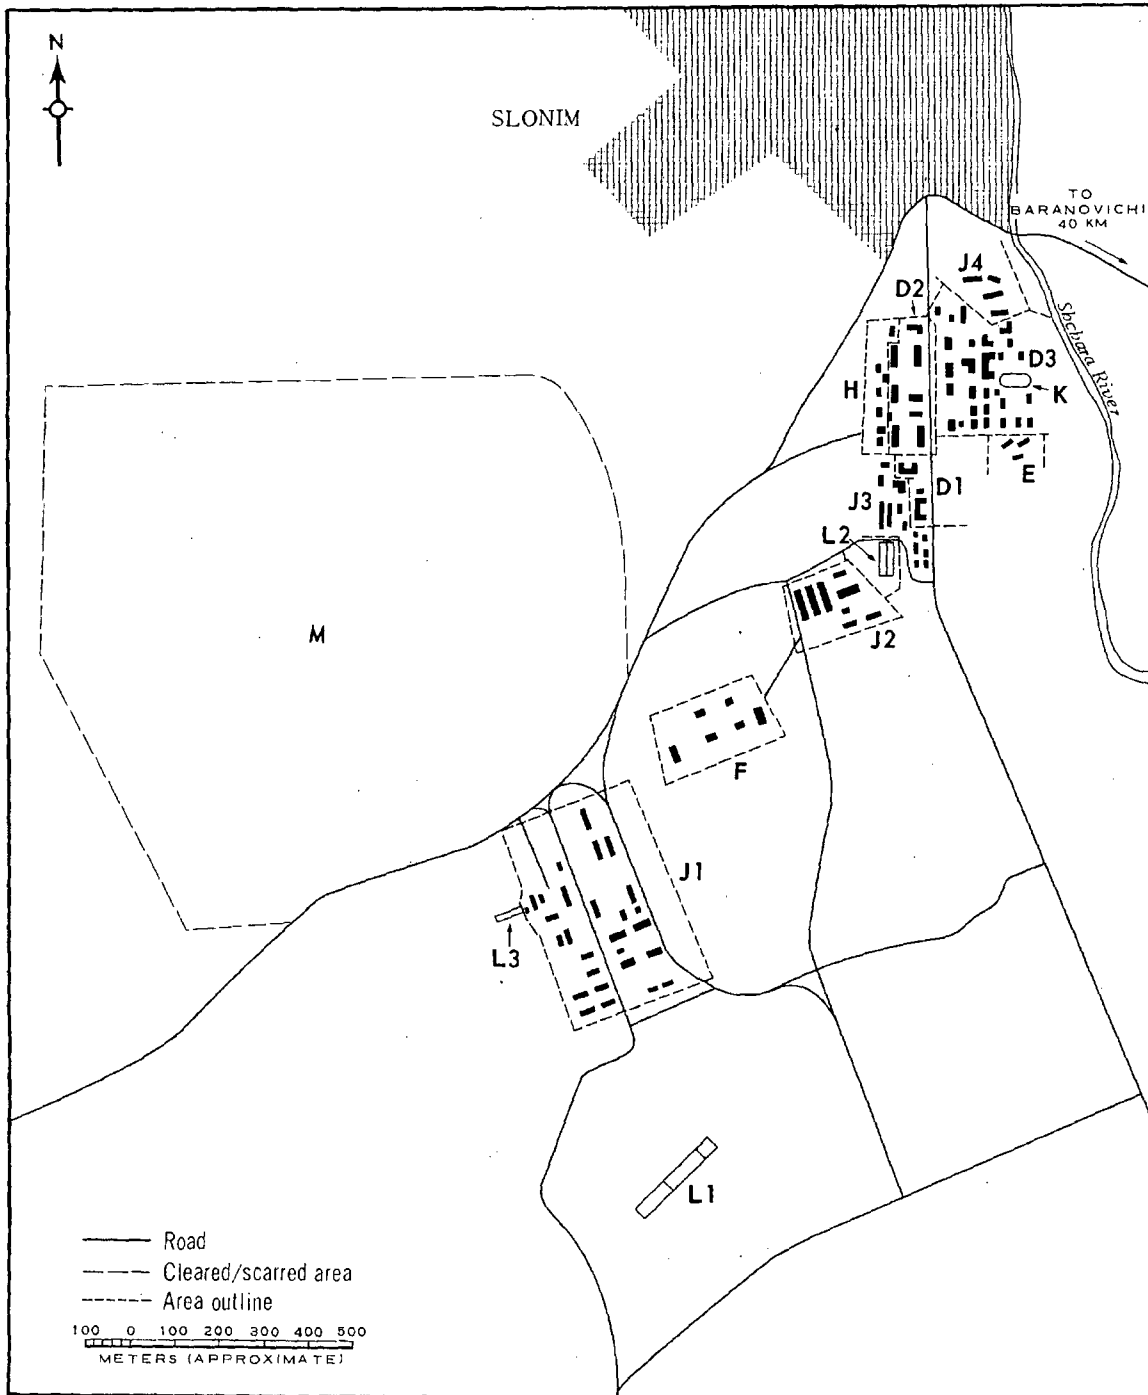 N
SLONIM
TO
BARANOVICHI
40 KM
J4
D2
Shchara River
D3
H
K
E
J3
D1
L2
M
J2
F
J1
L3
L1
Road
Cleared/scarred area
Area outline
100 0 100 200 300 400 500
METERS (APPROXIMATE)